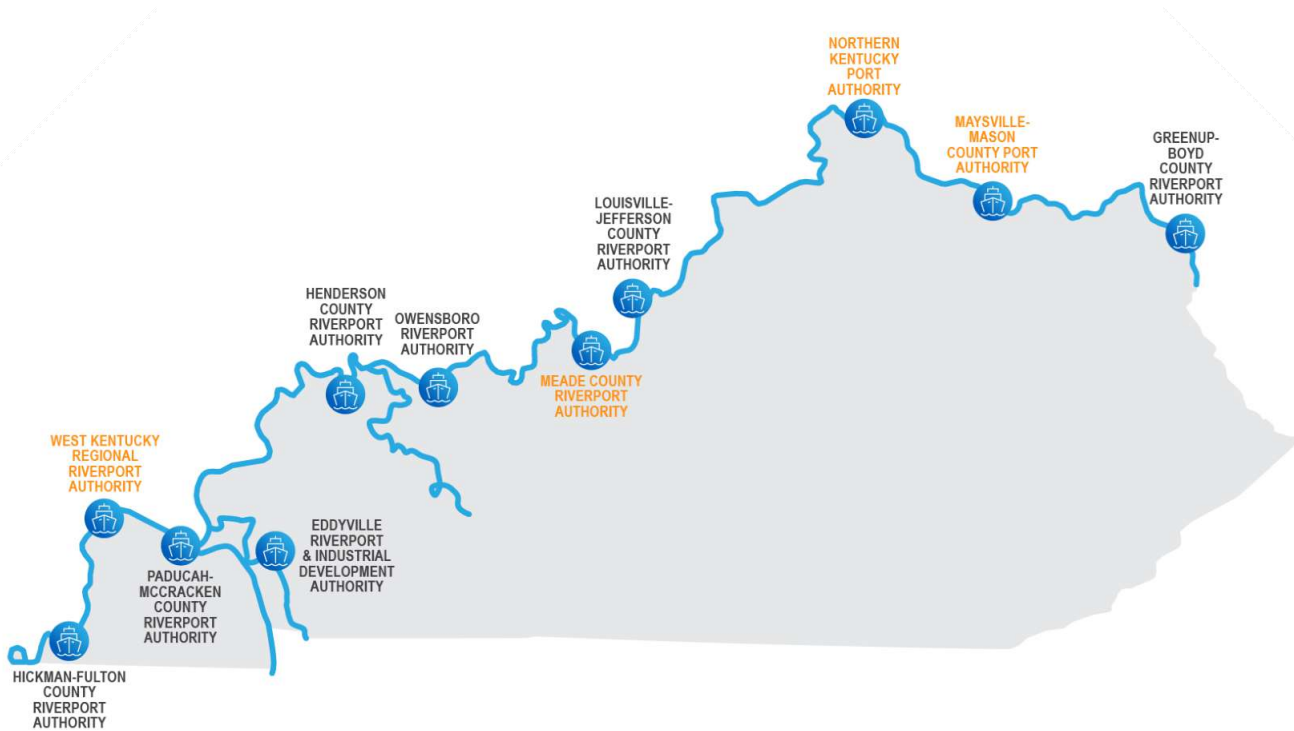 NORTHERN
KENTUCKY
PORT
AUTHORITY
MAYSVILLE-
MASON
COUNTY PORT
AUTHORITY
GREENUP-
BOYD
COUNTY
RIVERPORT
AUTHORITY
LOUISVILLE-
JEFFERSON
COUNTY
RIVERPORT
AUTHORITY
HENDERSON
COUNTY
RIVERPORT
AUTHORITY
OWENSBORO
RIVERPORT
AUTHORITY
MEADE COUNTY
RIVERPORT
AUTHORITY
WEST KENTUCKY
REGIONAL
RIVERPORT
AUTHORITY
EDDYVILLE
RIVERPORT
& INDUSTRIAL
DEVELOPMENT
AUTHORITY
PADUCAH-
MCCRACKEN
COUNTY
RIVERPORT
AUTHORITY
HICKMAN-FULTON
COUNTY
RIVERPORT
AUTHORITY